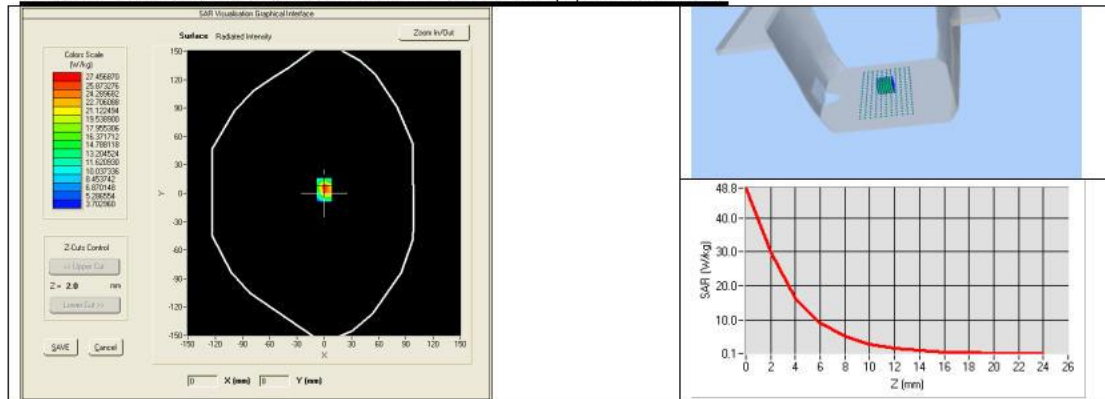 SAR Visualisation Graphical Interface
Surface Radiated Intensity
Zoom In/Out
Colors Scale
(W/kg)
27.456870
25.873276
24.289682
22.706088
21.122494
19.538900
17.955306
16.371712
14.788118
13.204524
11.620930
10.037336
8.453742
6.870148
5.286554
3.702960
Z-Cuts Control
<< Upper Cut
Z = 2.0 mm
Lower Cut >>
SAVE
Cancel
150
120
90
60
30
0
-30
-60
-90
-120
-150
Y
-150 -120 -90 -60 -30 0 30 60 90 120 150
X
0 X (mm) 8 Y (mm)
48.8
40.0
30.0
20.0
10.0
0.1
SAR (W/kg)
0 2 4 6 8 10 12 14 16 18 20 22 24 26
Z (mm)